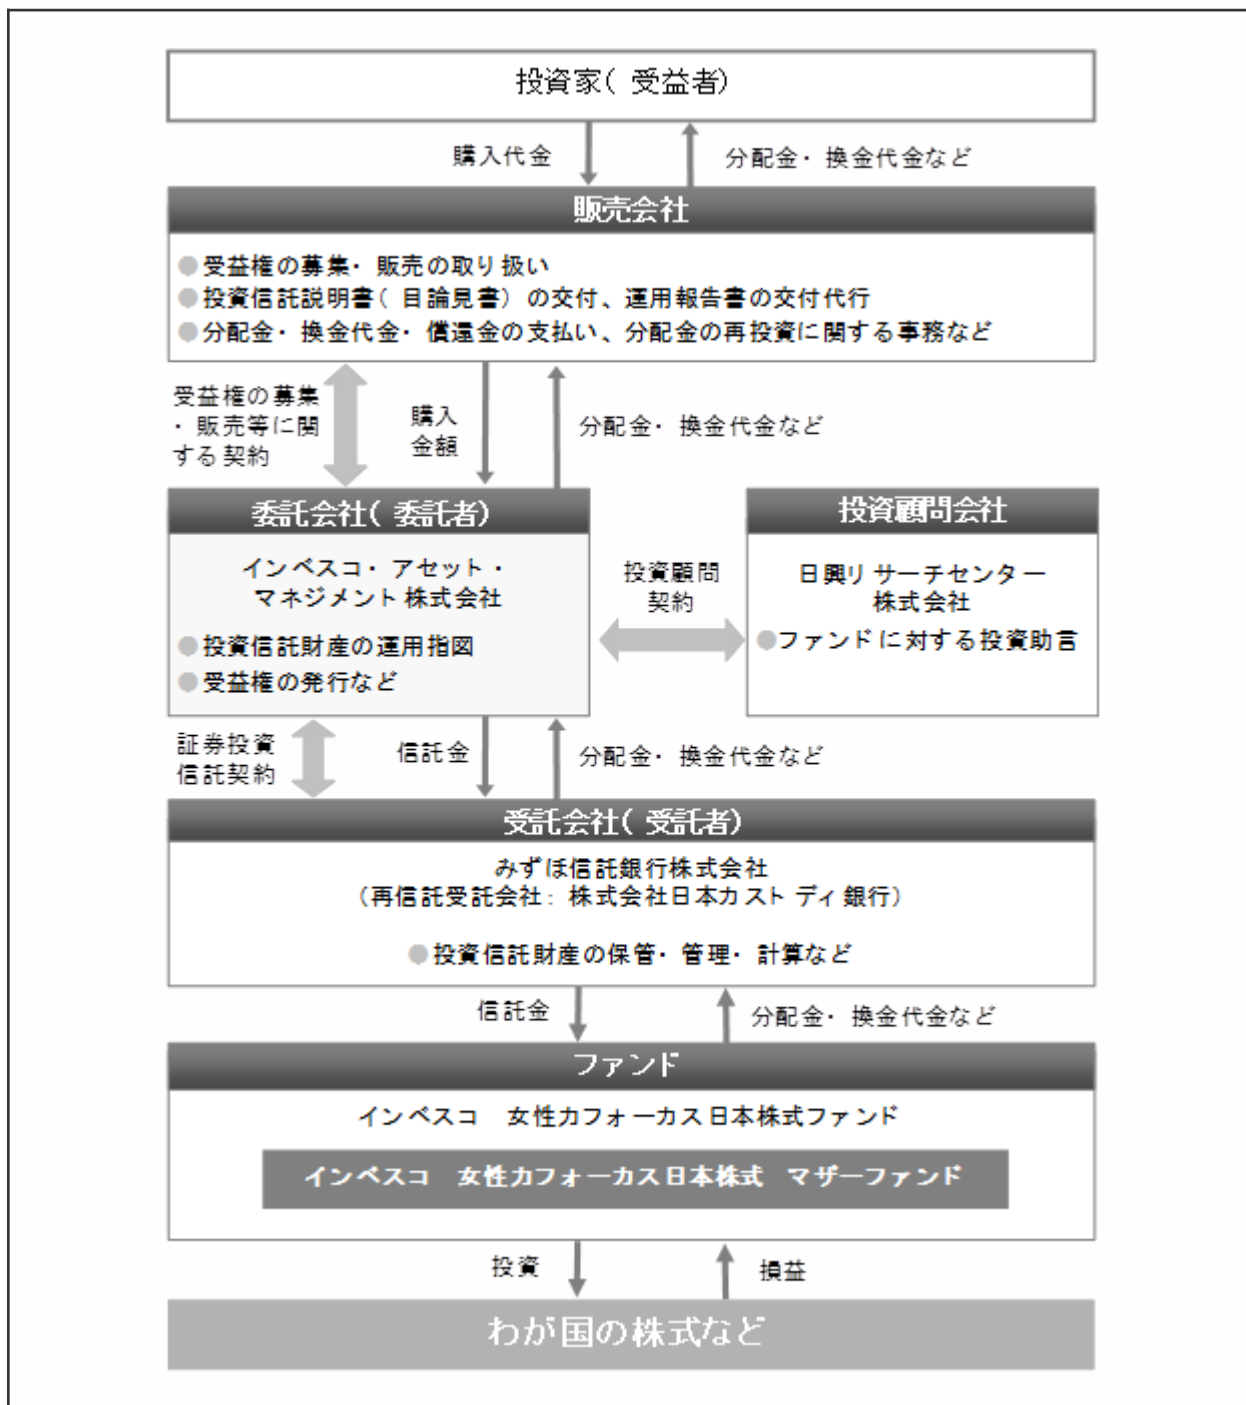 投資家(受益者)
購入代金
分配金・換金代金など
販売会社
●受益権の募集・販売の取り扱い
●投資信託説明書(目論見書)の交付、運用報告書の交付代行
●分配金・換金代金・償還金の支払い、分配金の再投資に関する事務など
受益権の募集
・販売等に関
する契約
購入
金額
分配金・換金代金など
委託会社(委託者)
インベスコ・アセット・
マネジメント株式会社
●投資信託財産の運用指図
●受益権の発行など
投資顧問
契約
投資顧問会社
日興リサーチセンター
株式会社
●ファンドに対する投資助言
証券投資
信託契約
信託金
分配金・換金代金など
受託会社(受託者)
みずほ信託銀行株式会社
(再信託受託会社:株式会社日本カストディ銀行)
●投資信託財産の保管・管理・計算など
信託金
分配金・換金代金など
ファンド
インベスコ 女性力フォーカス日本株式ファンド
インベスコ 女性力フォーカス日本株式 マザーファンド
投資
損益
わが国の株式など